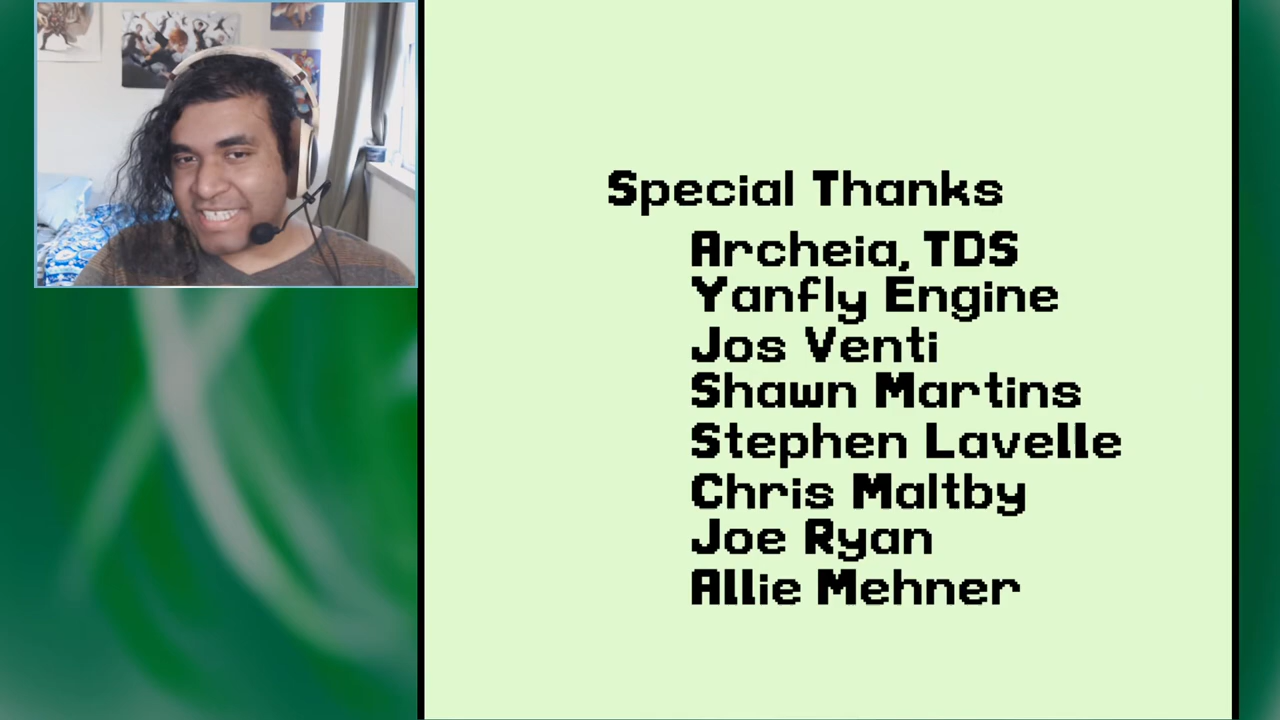 Special Thanks
Archeia, TDS
Yanfly Engine
Jos Venti
Shawn Martins
Stephen Lavelle
Chris Maltby
Joe Ryan
Allie Mehner